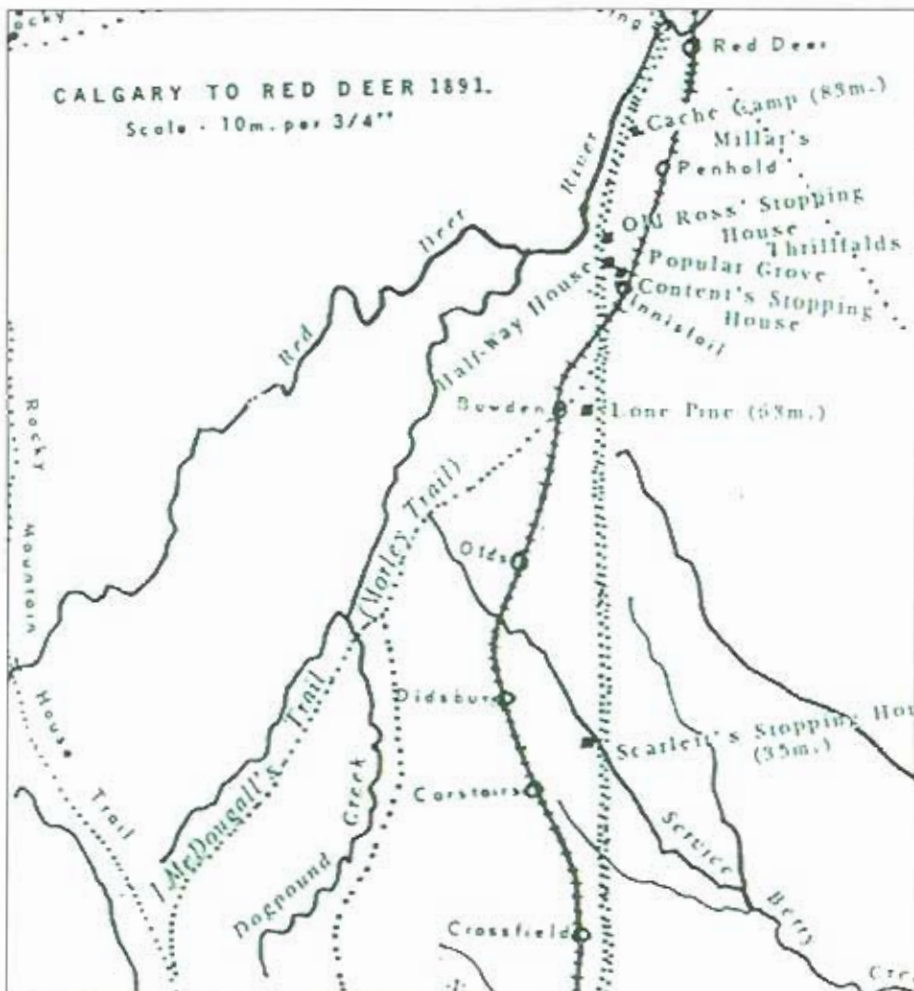 CALGARY TO RED DEER 1891.
Scale · 10m. per 3/4"
Red Deer
Cache Camp (83m.)
Millar's
Penhold
River
Deer
Red
Old Ross' Stopping
House
Thrillfalds
Popular Grove
Half-Way House
Content's Stopping
House
Innisfail
Bowden
Lone Pine (63m.)
Rocky
Mountain
House
Trail
(Morley Trail)
Olds
Didsbury
Scarlett's Stopping Hou
(35m.)
McDougall's Trail
Carstairs
Dogpound Creek
Service
Berry
Cree
Crossfield